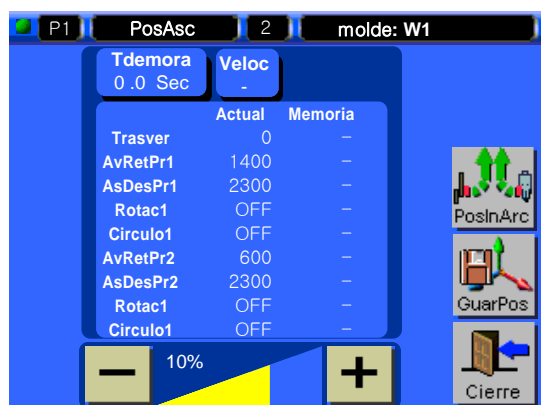 P1 PosAsc 2 molde: W1
Tdemora Veloc
0 .0 Sec -
Actual Memoria
Trasver 0 –
AvRetPr1 1400 –
AsDesPr1 2300 –
Rotac1 OFF –
Circulo1 OFF –
AvRetPr2 600 –
AsDesPr2 2300 –
Rotac1 OFF –
Circulo1 OFF –
PosInArc
GuarPos
Cierre
− 10% +